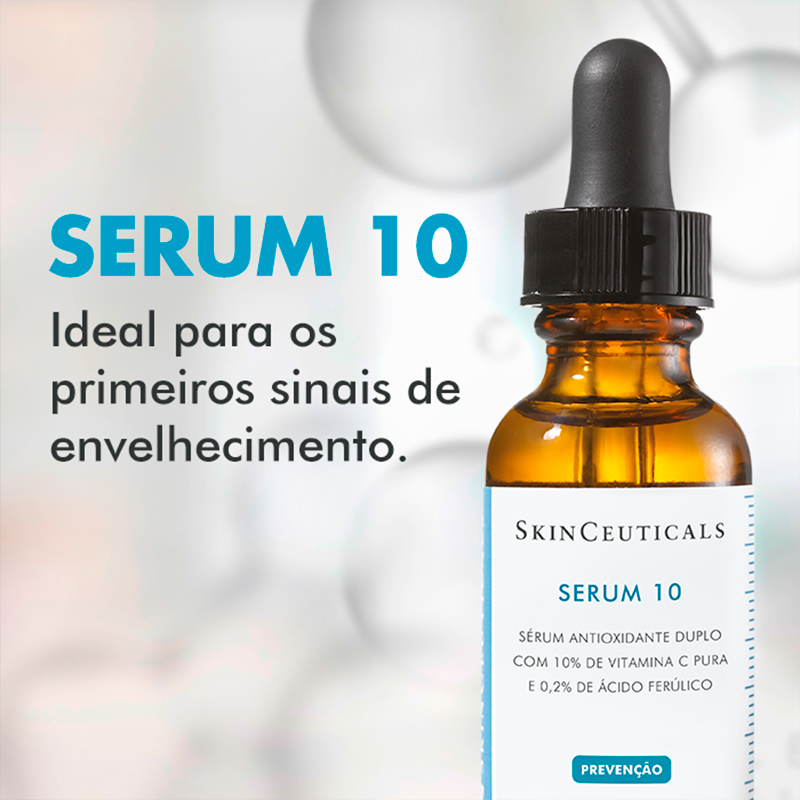 SERUM 10
Ideal para os
primeiros sinais de
envelhecimento.
SKINCEUTICALS
SERUM 10
SÉRUM ANTIOXIDANTE DUPLO
COM 10% DE VITAMINA C PURA
E 0,2% DE ÁCIDO FERÚLICO
PREVENÇÃO